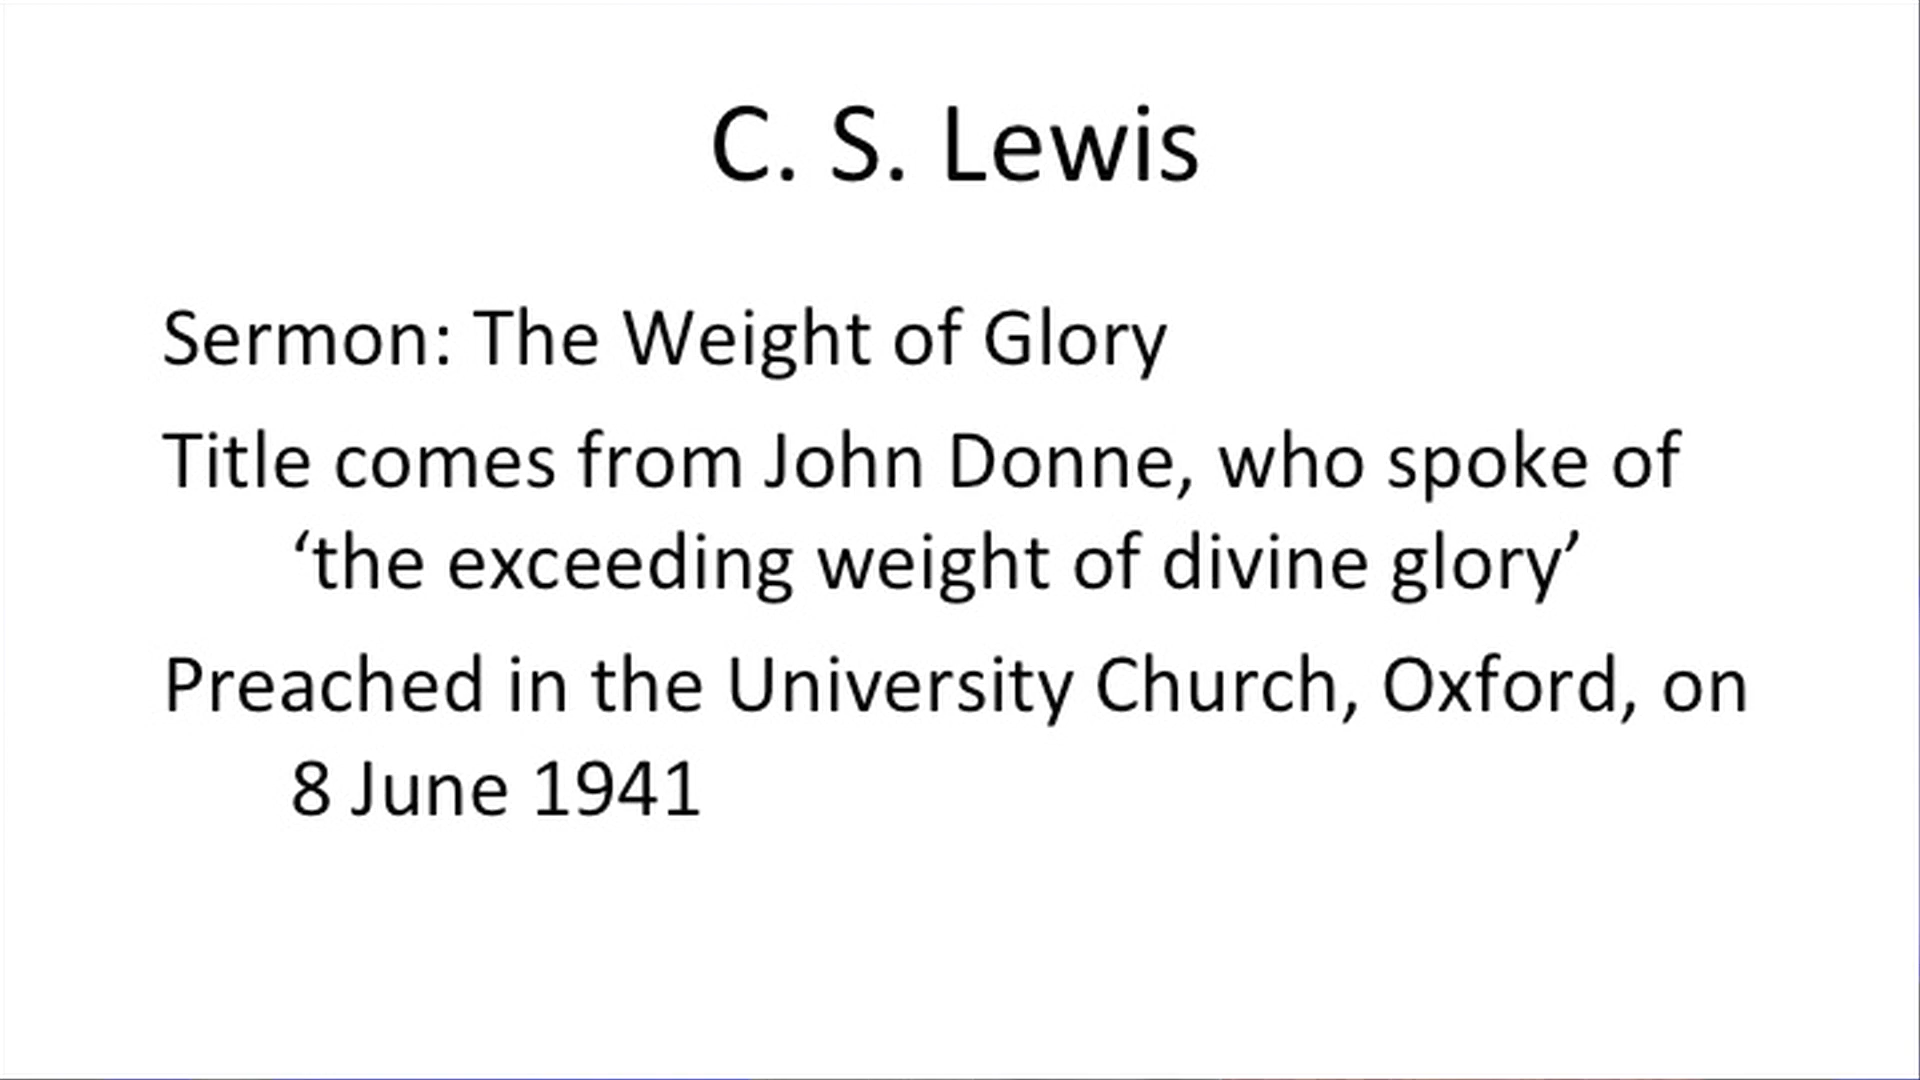 C. S. Lewis
Sermon: The Weight of Glory
Title comes from John Donne, who spoke of
‘the exceeding weight of divine glory’
Preached in the University Church, Oxford, on
8 June 1941